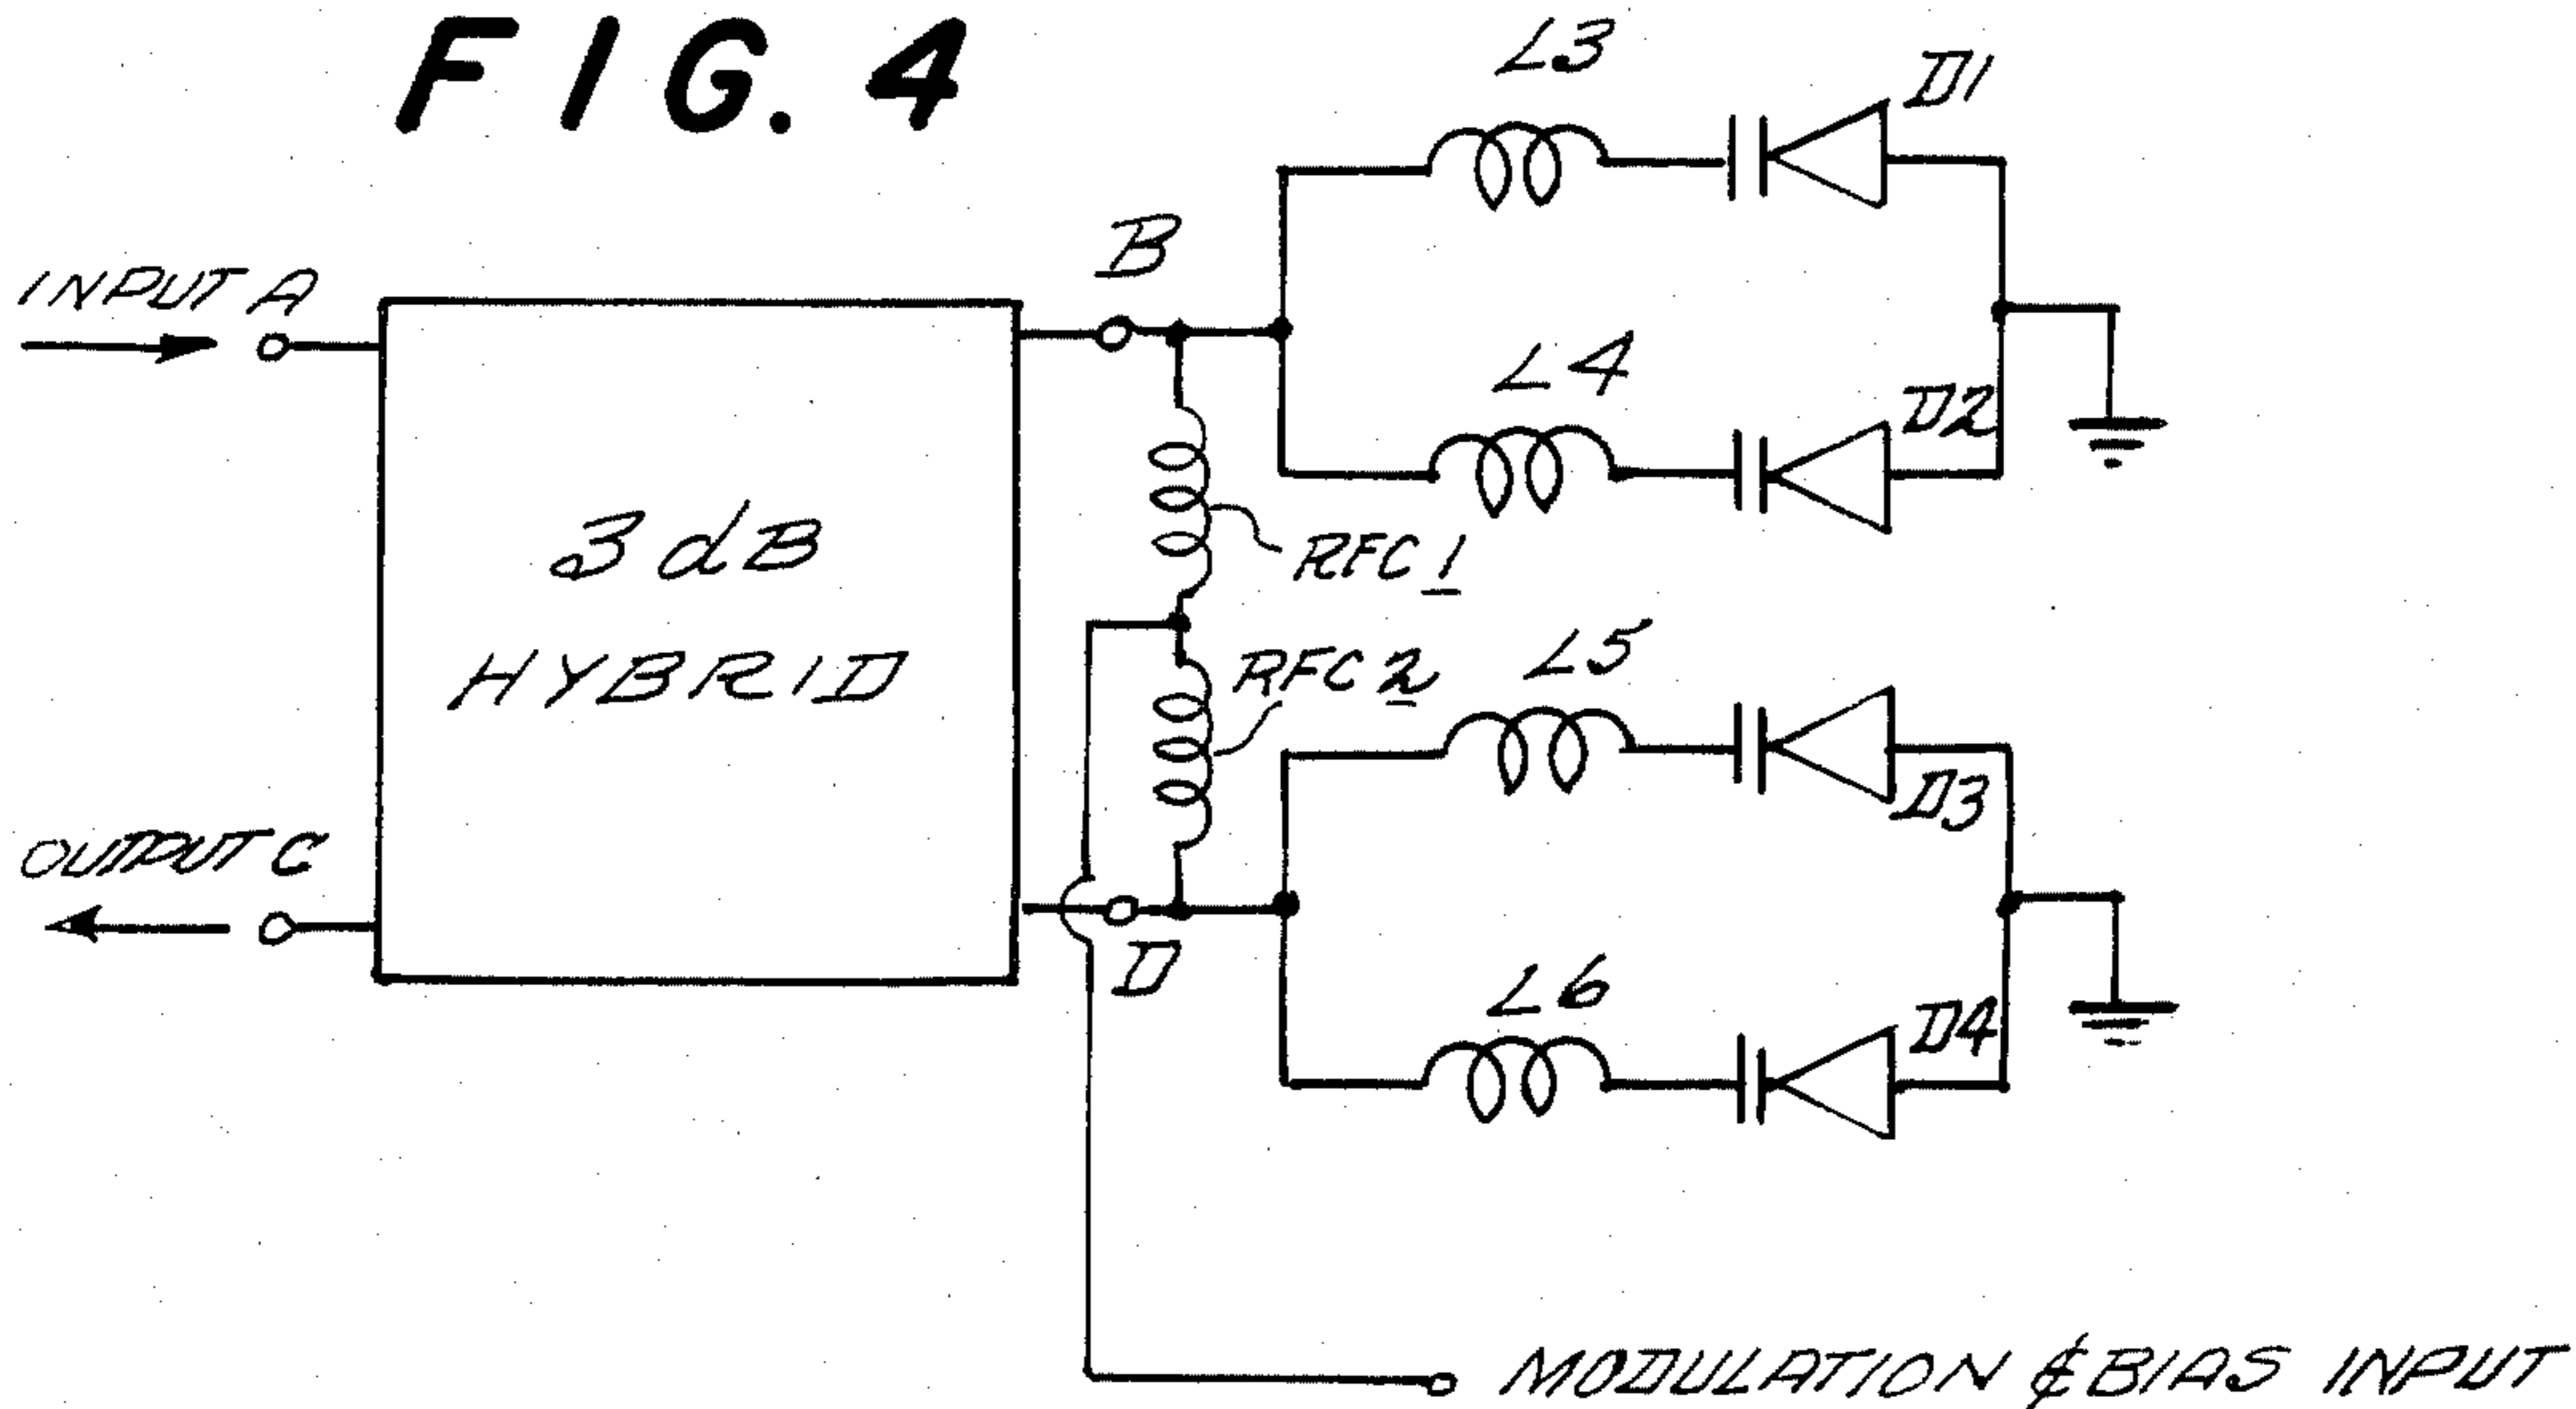 FIG. 4
L3
D1
B
INPUT A
L4
D2
3 dB
HYBRID
RFC 1
RFC 2
L5
D3
OUTPUT C
D
L6
D4
MODULATION & BIAS INPUT